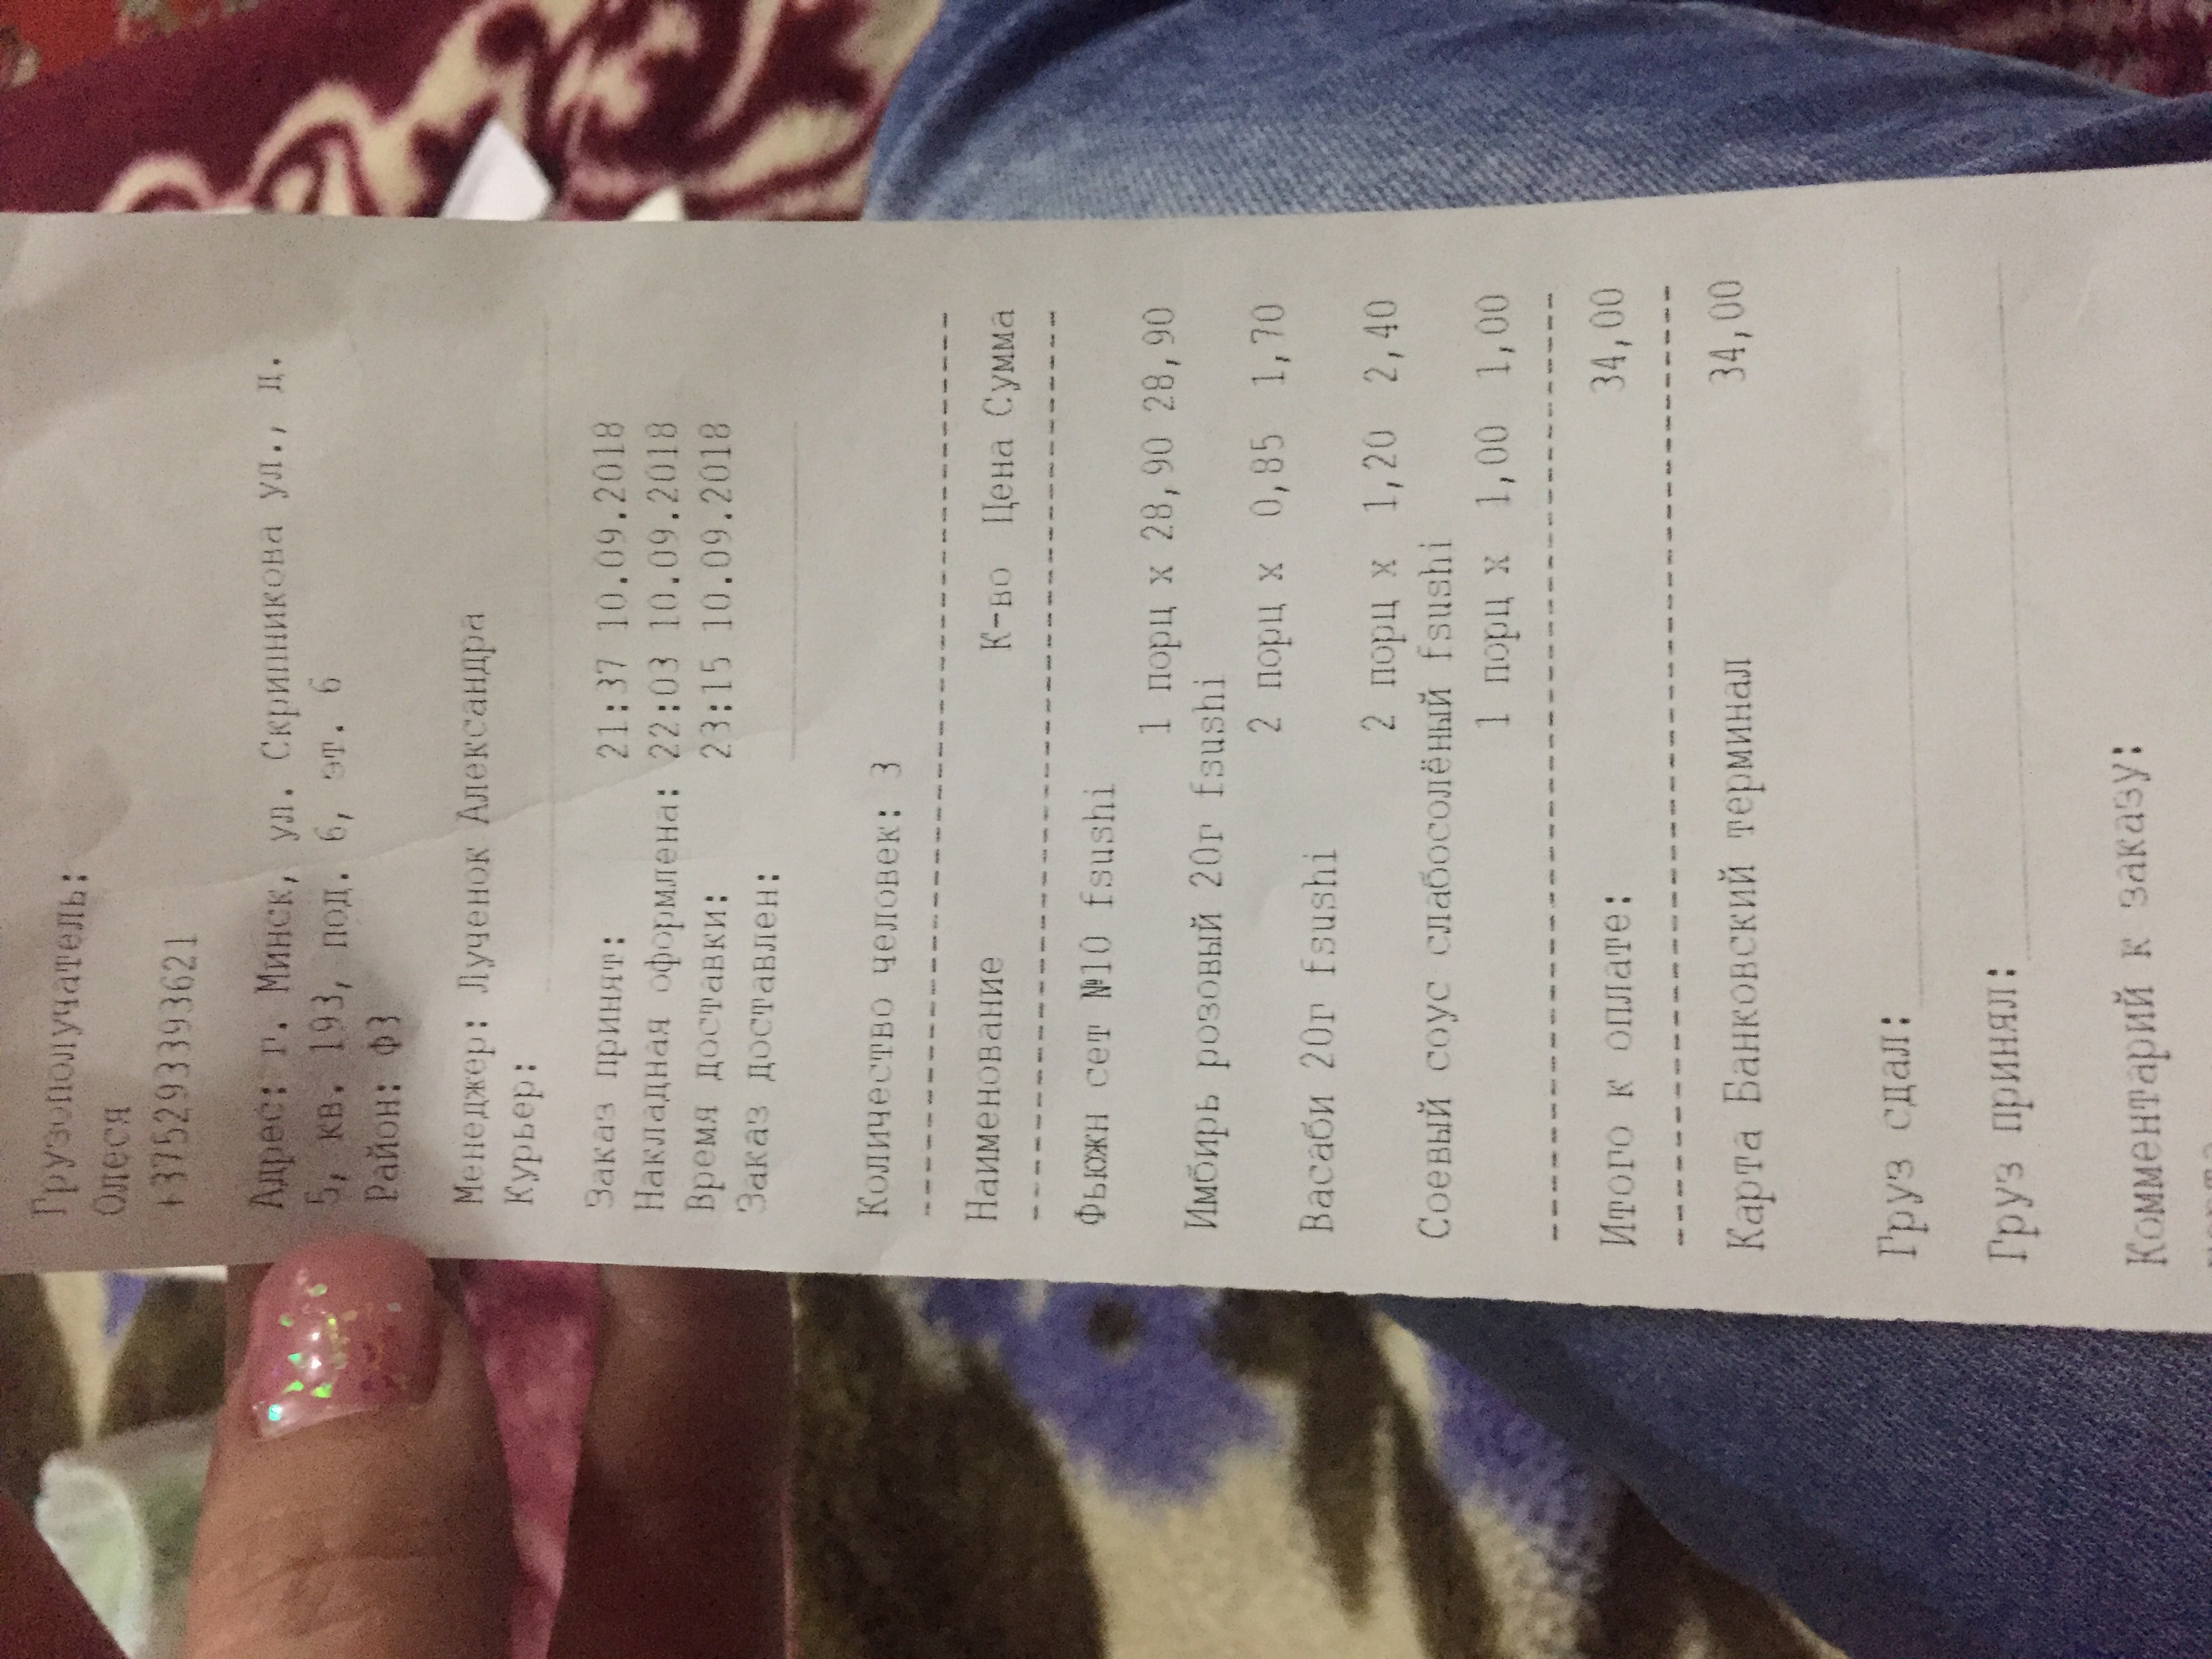 Грузополучатель:
Олеся
+375293393621
Адрес: г. Минск, ул. Скрипникова ул., д.
5, кв. 193, под. 6, эт. 6
Район: ФЗ
Менеджер: Лученок Александра
Курьер:
Заказ принят: 21:37 10.09.2018
Накладная оформлена: 22:03 10.09.2018
Время доставки: 23:15 10.09.2018
Заказ доставлен:
Количество человек: 3
Наименование К-во Цена Сумма
Фьюжн сет №10 fsushi
1 порц х 28,90 28,90
Имбирь розовый 20г fsushi
2 порц х 0,85 1,70
Васаби 20г fsushi
2 порц х 1,20 2,40
Соевый соус слабосолёный fsushi
1 порц х 1,00 1,00
Итого к оплате: 34,00
Карта Банковский терминал 34,00
Груз сдал:
Груз принял:
Комментарий к заказу: